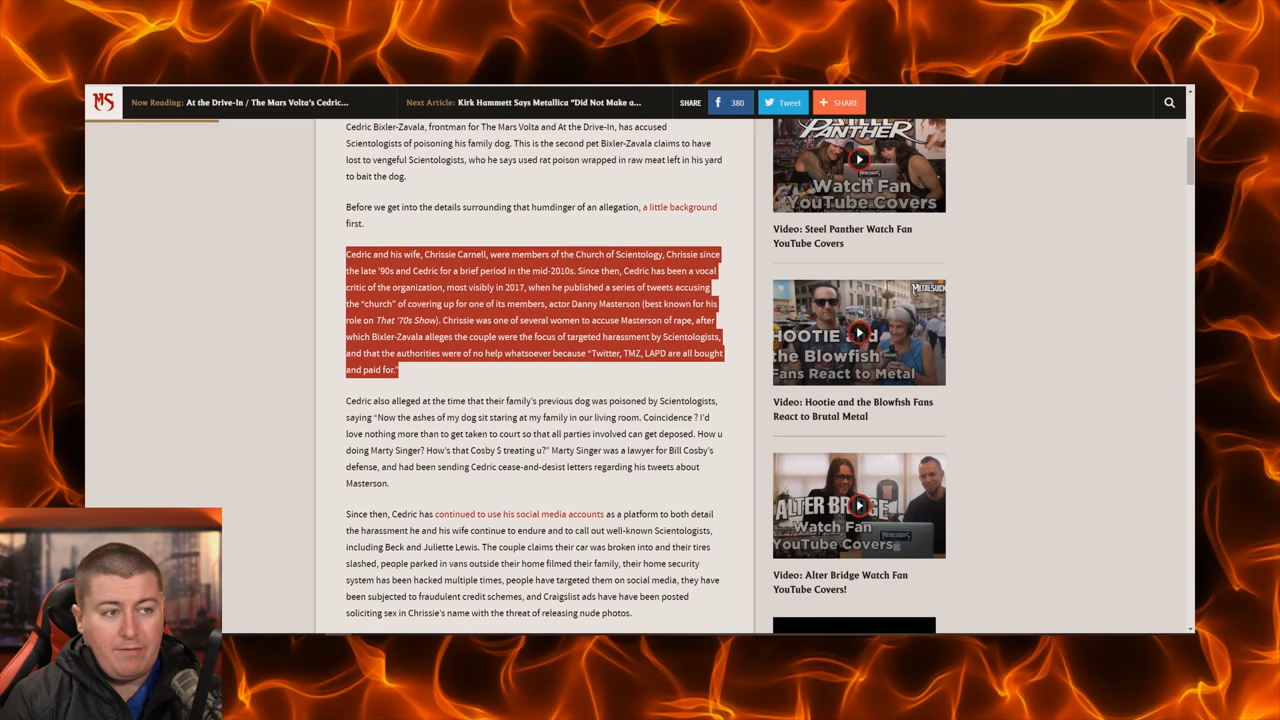 MS
Now Reading: At the Drive-In / The Mars Volta's Cedric...
Next Article: Kirk Hammett Says Metallica "Did Not Make a...
SHARE
f 380
Tweet
+ SHARE
Cedric Bixler-Zavala, frontman for The Mars Volta and At the Drive-In, has accused
Scientologists of poisoning his family dog. This is the second pet Bixler-Zavala claims to have
lost to vengeful Scientologists, who he says used rat poison wrapped in raw meat left in his yard
to bait the dog.
Before we get into the details surrounding that humdinger of an allegation, a little background
first.
Cedric and his wife, Chrissie Carnell, were members of the Church of Scientology, Chrissie since
the late '90s and Cedric for a brief period in the mid-2010s. Since then, Cedric has been a vocal
critic of the organization, most visibly in 2017, when he published a series of tweets accusing
the "church" of covering up for one of its members, actor Danny Masterson (best known for his
role on That '70s Show). Chrissie was one of several women to accuse Masterson of rape, after
which Bixler-Zavala alleges the couple were the focus of targeted harassment by Scientologists,
and that the authorities were of no help whatsoever because "Twitter, TMZ, LAPD are all bought
and paid for."
Cedric also alleged at the time that their family's previous dog was poisoned by Scientologists,
saying "Now the ashes of my dog sit staring at my family in our living room. Coincidence ? I'd
love nothing more than to get taken to court so that all parties involved can get deposed. How u
doing Marty Singer? How's that Cosby $ treating u?" Marty Singer was a lawyer for Bill Cosby's
defense, and had been sending Cedric cease-and-desist letters regarding his tweets about
Masterson.
Since then, Cedric has continued to use his social media accounts as a platform to both detail
the harassment he and his wife continue to endure and to call out well-known Scientologists,
including Beck and Juliette Lewis. The couple claims their car was broken into and their tires
slashed, people parked in vans outside their home filmed their family, their home security
system has been hacked multiple times, people have targeted them on social media, they have
been subjected to fraudulent credit schemes, and Craigslist ads have have been posted
soliciting sex in Chrissie's name with the threat of releasing nude photos.
STEEL
PANTHER
Watch Fan
YouTube Covers
Video: Steel Panther Watch Fan
YouTube Covers
METALSUCKS
HOOTIE and
the Blowfish
Fans React to Metal
Video: Hootie and the Blowfish Fans
React to Brutal Metal
ALTER BRIDGE
Watch Fan
YouTube Covers
Video: Alter Bridge Watch Fan
YouTube Covers!